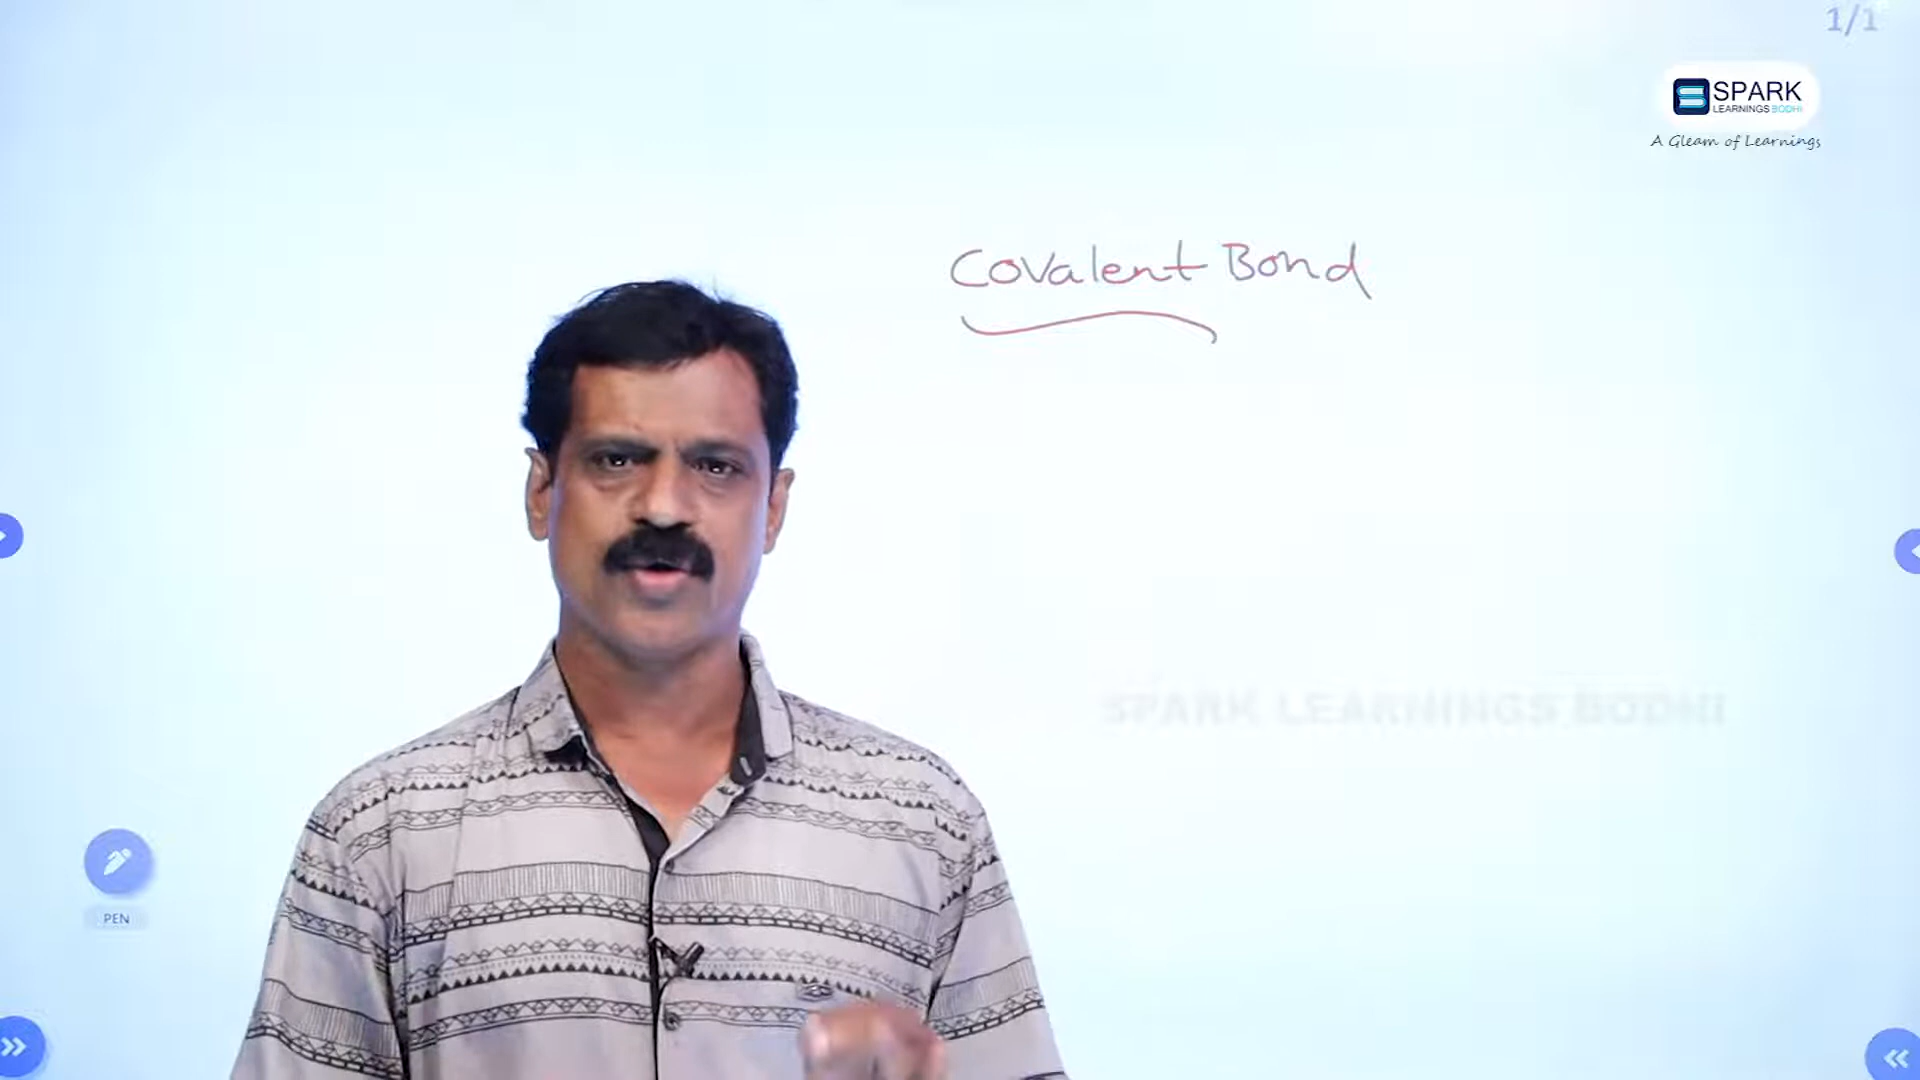 1/1
SPARK
LEARNINGS BODHI
A Gleam of Learnings
Covalent Bond
SPARK LEARNINGS BODHI
PEN